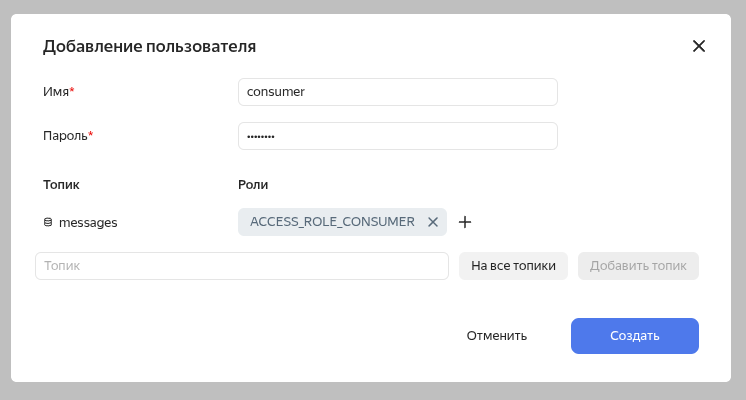 Добавление пользователя
Имя* consumer
Пароль* ••••••••
Топик Роли
messages ACCESS_ROLE_CONSUMER
Топик На все топики Добавить топик
Отменить Создать